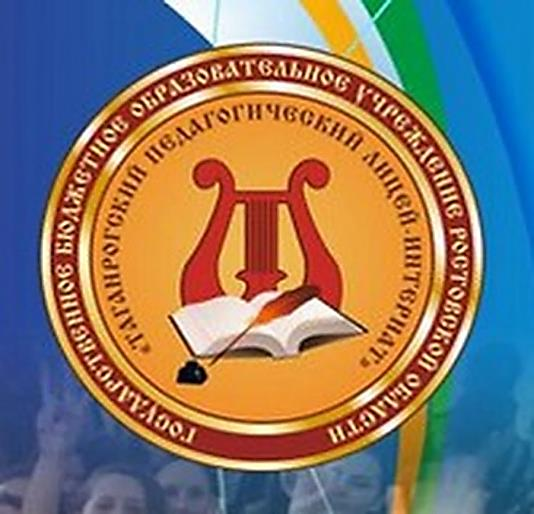 ГОСУДАРСТВЕННОЕ БЮДЖЕТНОЕ ОБРАЗОВАТЕЛЬНОЕ УЧРЕЖДЕНИЕ РОСТОВСКОЙ ОБЛАСТИ
"ТАГАНРОГСКИЙ ПЕДАГОГИЧЕСКИЙ ЛИЦЕЙ-ИНТЕРНАТ"